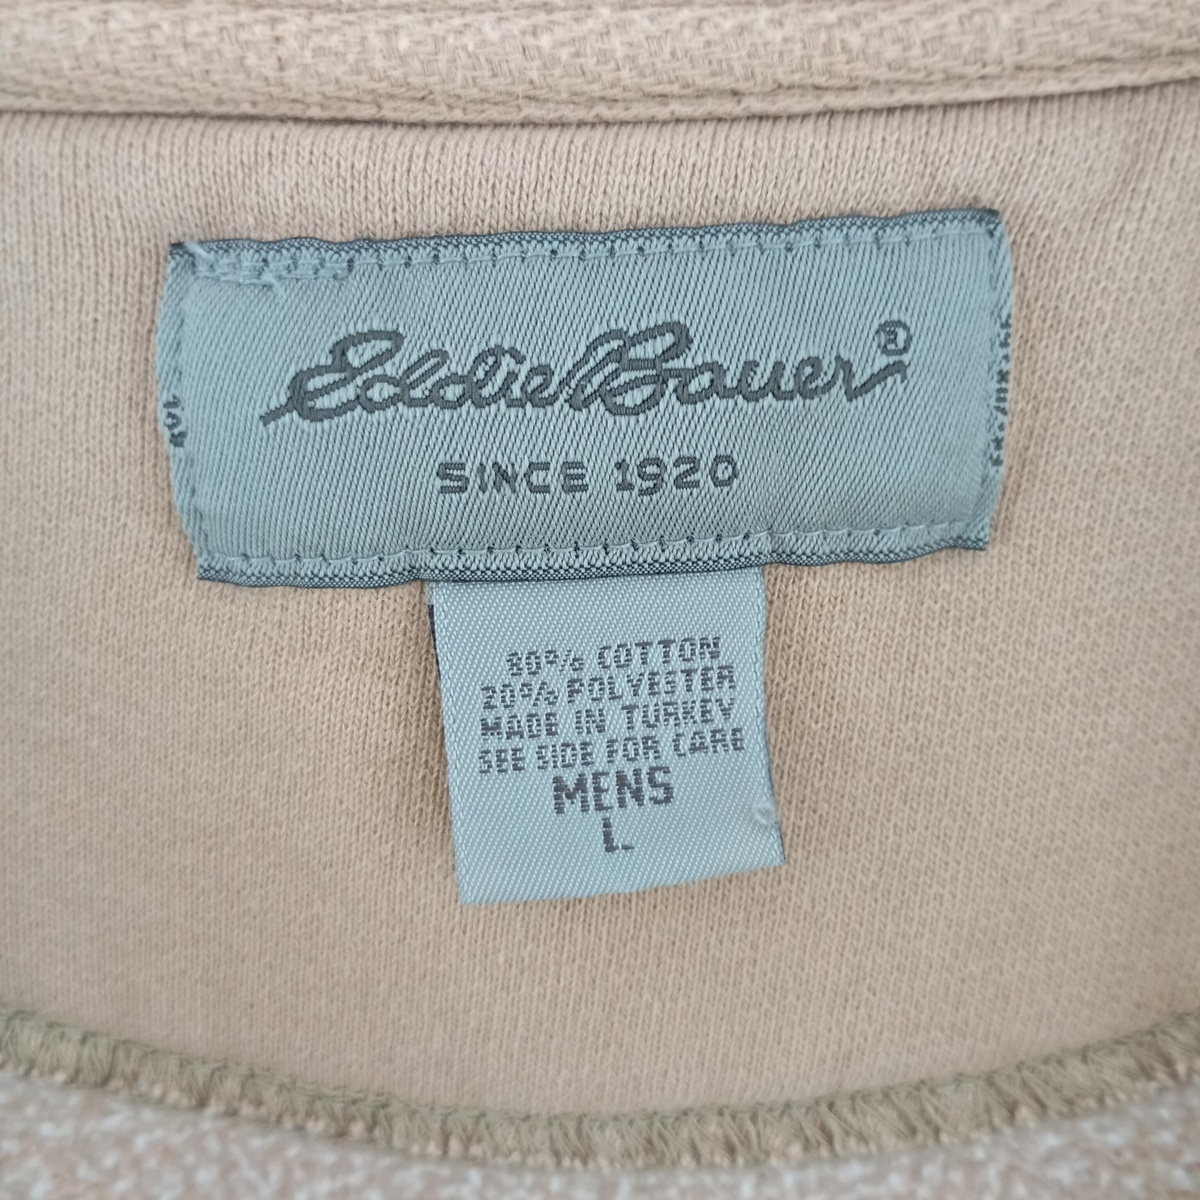 Eddie Bauer®
SINCE 1920
80% COTTON
20% POLYESTER
MADE IN TURKEY
SEE SIDE FOR CARE
MENS
L